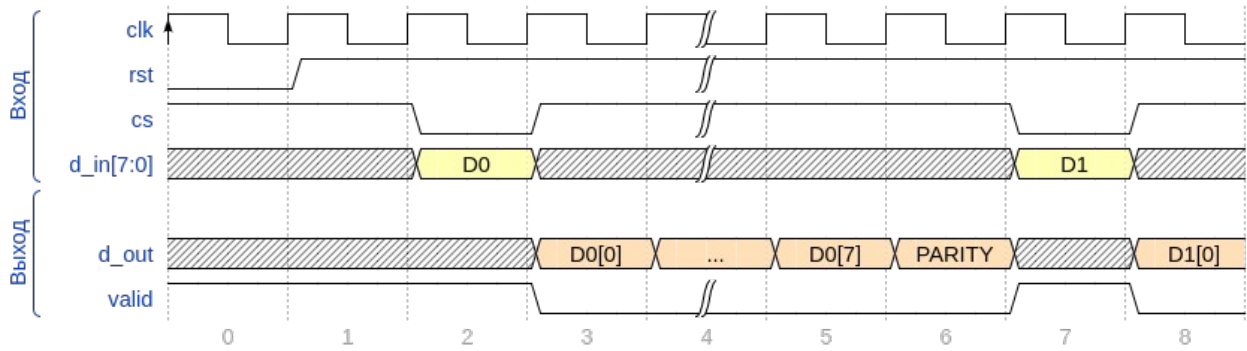 Вход
clk
rst
cs
d_in[7:0] D0 D1
Выход
d_out D0[0] ... D0[7] PARITY D1[0]
valid
0 1 2 3 4 5 6 7 8